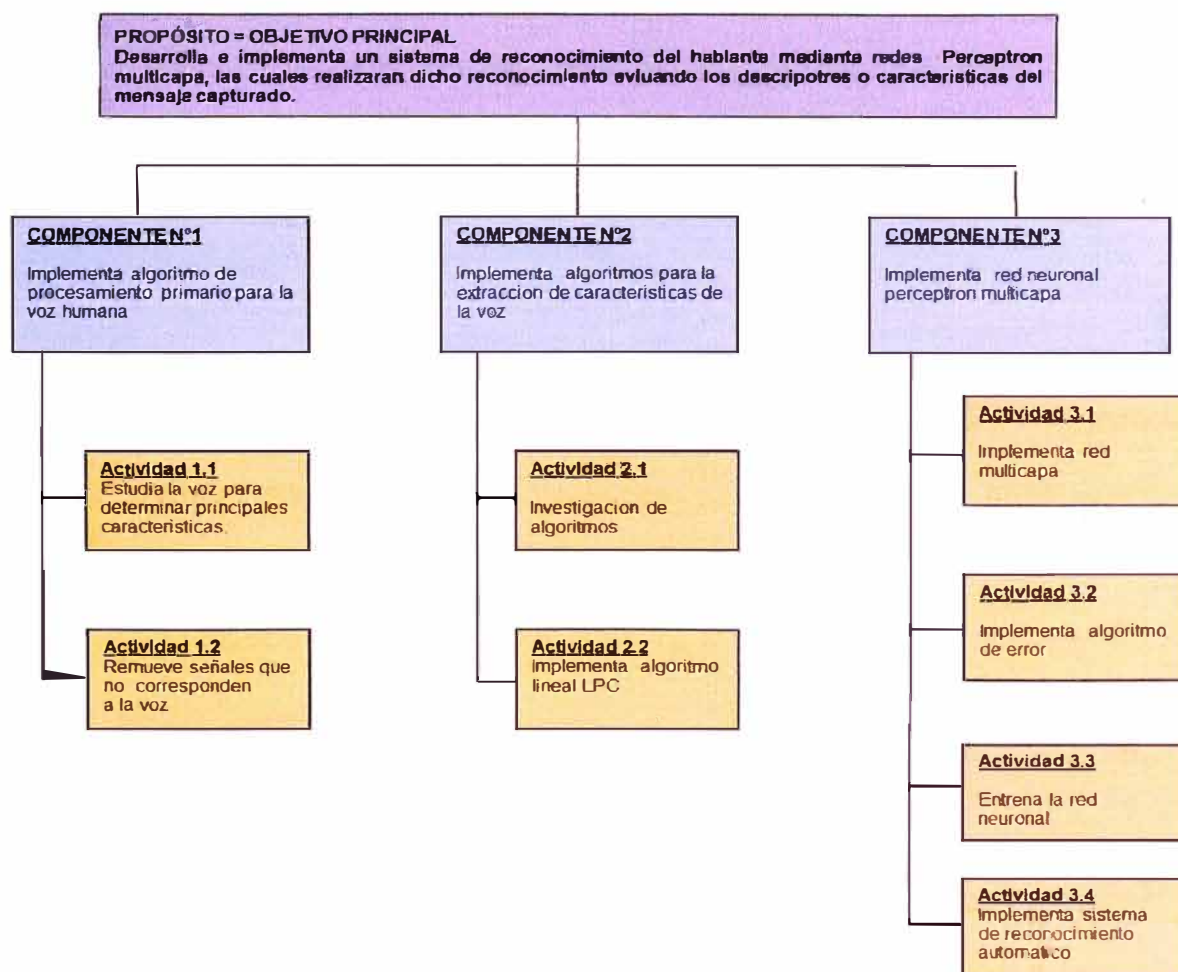 PROPÓSITO = OBJETIVO PRINCIPAL
Desarrolla e implementa un sistema de reconocimiento del hablante mediante redes Perceptron
multicapa, las cuales realizaran dicho reconocimiento evluando los descripotres o caracteristicas del
mensaje capturado.
COMPONENTE Nº1
Implementa algoritmo de
procesamiento primario para la
voz humana
COMPONENTE Nº2
Implementa algoritmos para la
extraccion de caracteristicas de
la voz
COMPONENTE Nº3
Implementa red neuronal
perceptron multicapa
Actividad 1.1
Estudia la voz para
determinar principales
caracteristicas.
Actividad 1.2
Remueve señales que
no corresponden
a la voz
Actividad 2.1
Investigacion de
algoritmos
Actividad 2.2
Implementa algoritmo
lineal LPC
Actividad 3.1
Implementa red
multicapa
Actividad 3.2
Implementa algoritmo
de error
Actividad 3.3
Entrena la red
neuronal
Actividad 3.4
Implementa sistema
de reconocimiento
automatico